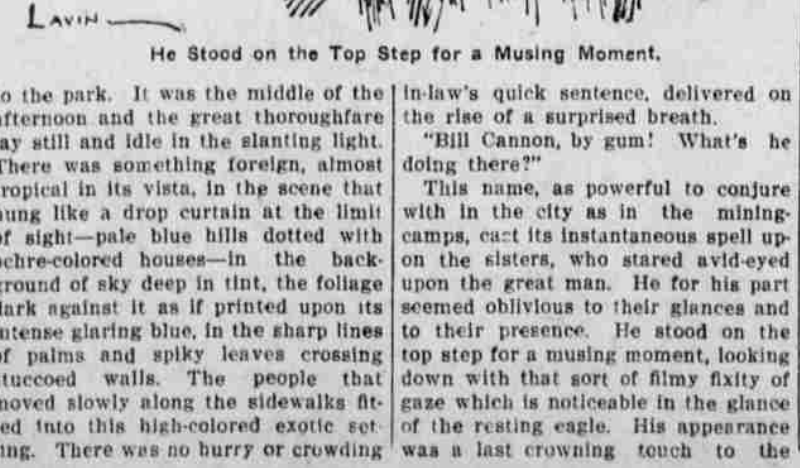 LAVIN
He Stood on the Top Step for a Musing Moment.
o the park. It was the middle of the
fternoon and the great thoroughfare
ay still and idle in the slanting light.
There was something foreign, almost
ropical in its vista, in the scene that
ung like a drop curtain at the limit
of sight—pale blue hills dotted with
chre-colored houses—in the back-
ground of sky deep in tint, the foliage
dark against it as if printed upon its
ntense glaring blue, in the sharp lines
of palms and spiky leaves crossing
tuccoed walls. The people that
moved slowly along the sidewalks fit-
ed into this high-colored exotic set
ing. There was no hurry or crowding
in-law's quick sentence, delivered on
the rise of a surprised breath.
"Bill Cannon, by gum! What's he
doing there?"
This name, as powerful to conjure
with in the city as in the mining-
camps, cast its instantaneous spell up-
on the sisters, who stared avid-eyed
upon the great man. He for his part
seemed oblivious to their glances and
to their presence. He stood on the
top step for a musing moment, looking
down with that sort of filmy fixity of
gaze which is noticeable in the glance
of the resting eagle. His appearance
was a last crowning touch to the